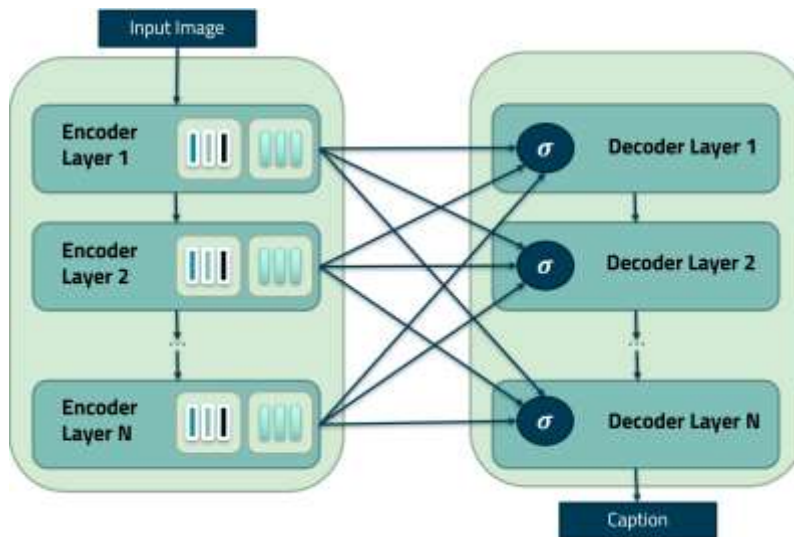 Input Image
Encoder
Layer 1
σ
Decoder Layer 1
Encoder
Layer 2
σ
Decoder Layer 2
...
...
Encoder
Layer N
σ
Decoder Layer N
Caption